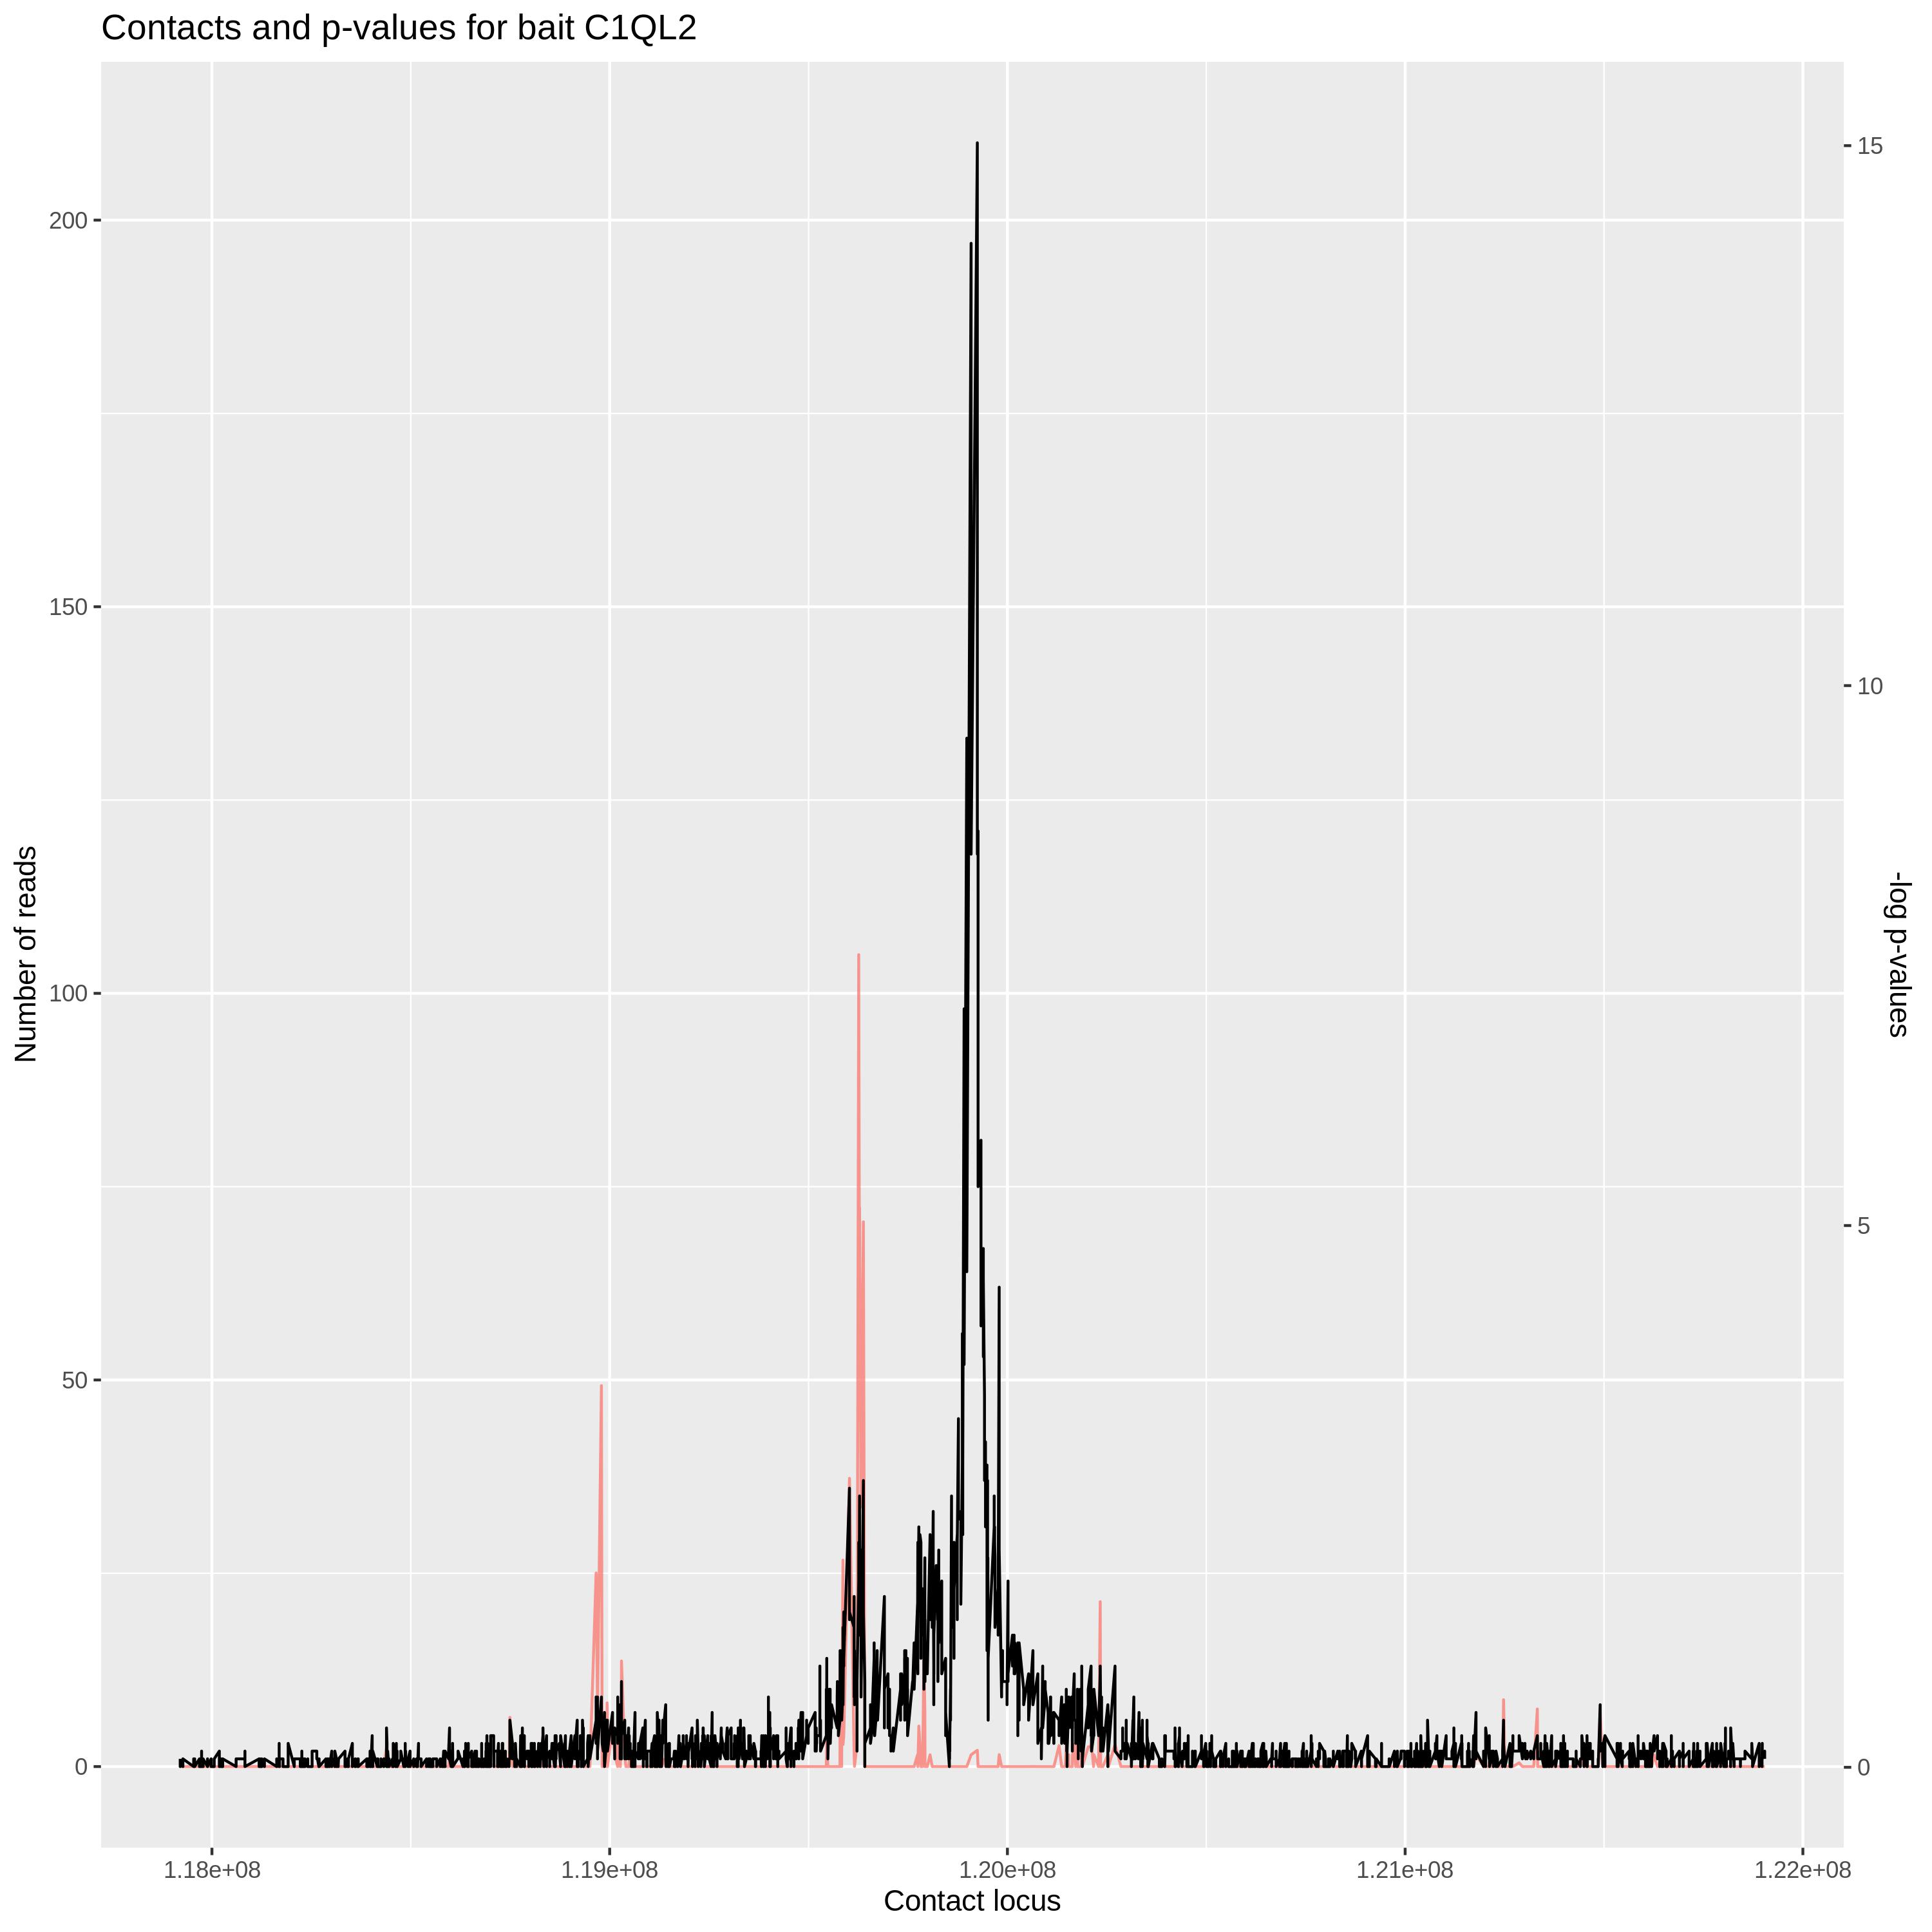 Contacts and p-values for bait C1QL2
Number of reads
200
150
100
50
0
15
10
5
0
-log p-values
1.18e+08 1.19e+08 1.20e+08 1.21e+08 1.22e+08
Contact locus